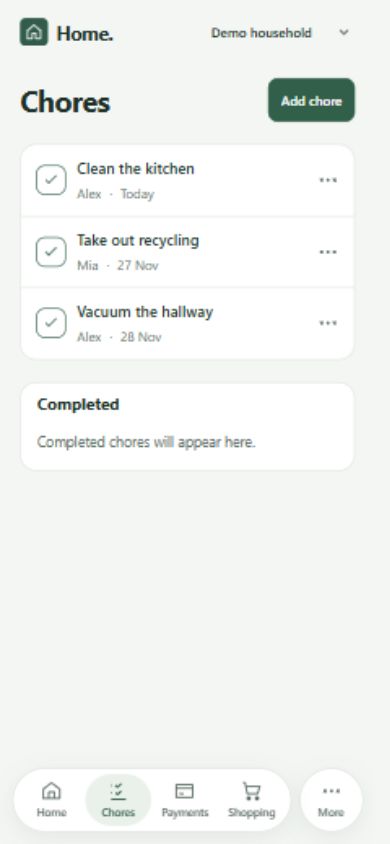 Home.
Demo household
Chores
Add chore
Clean the kitchen
Alex · Today
Take out recycling
Mia · 27 Nov
Vacuum the hallway
Alex · 28 Nov
Completed
Completed chores will appear here.
Home
Chores
Payments
Shopping
More